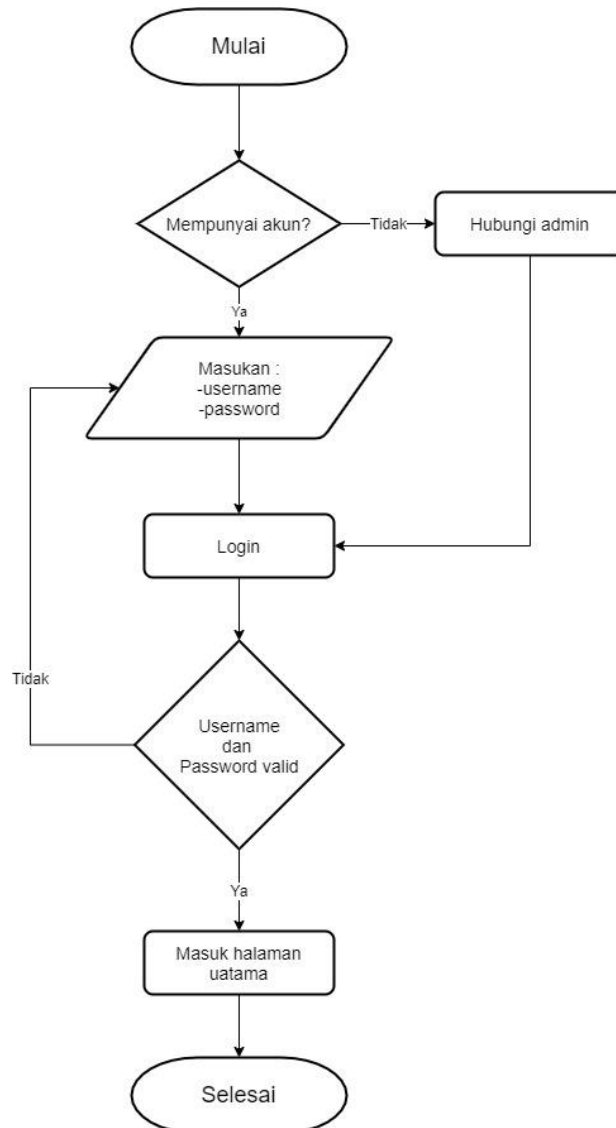 Mulai
Mempunyai akun?
Tidak
Hubungi admin
Ya
Masukan :
-username
-password
Login
Tidak
Username
dan
Password valid
Ya
Masuk halaman
uatama
Selesai